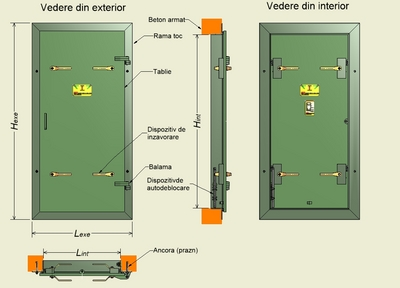 Vedere din exterior
Vedere din interior
Beton armat
Rama toc
Tablie
Hexe
Hint
Dispozitiv de
inzavorare
Balama
Dispozitivde
autodeblocare
Lexe
Lint
Ancora (prazn)